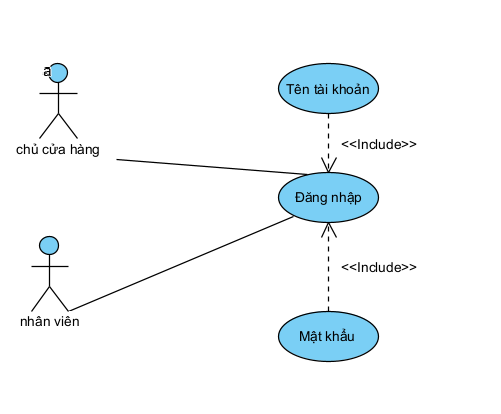 a
Tên tài khoản
<<Include>>
chủ cửa hàng
Đăng nhập
<<Include>>
nhân viên
Mật khẩu